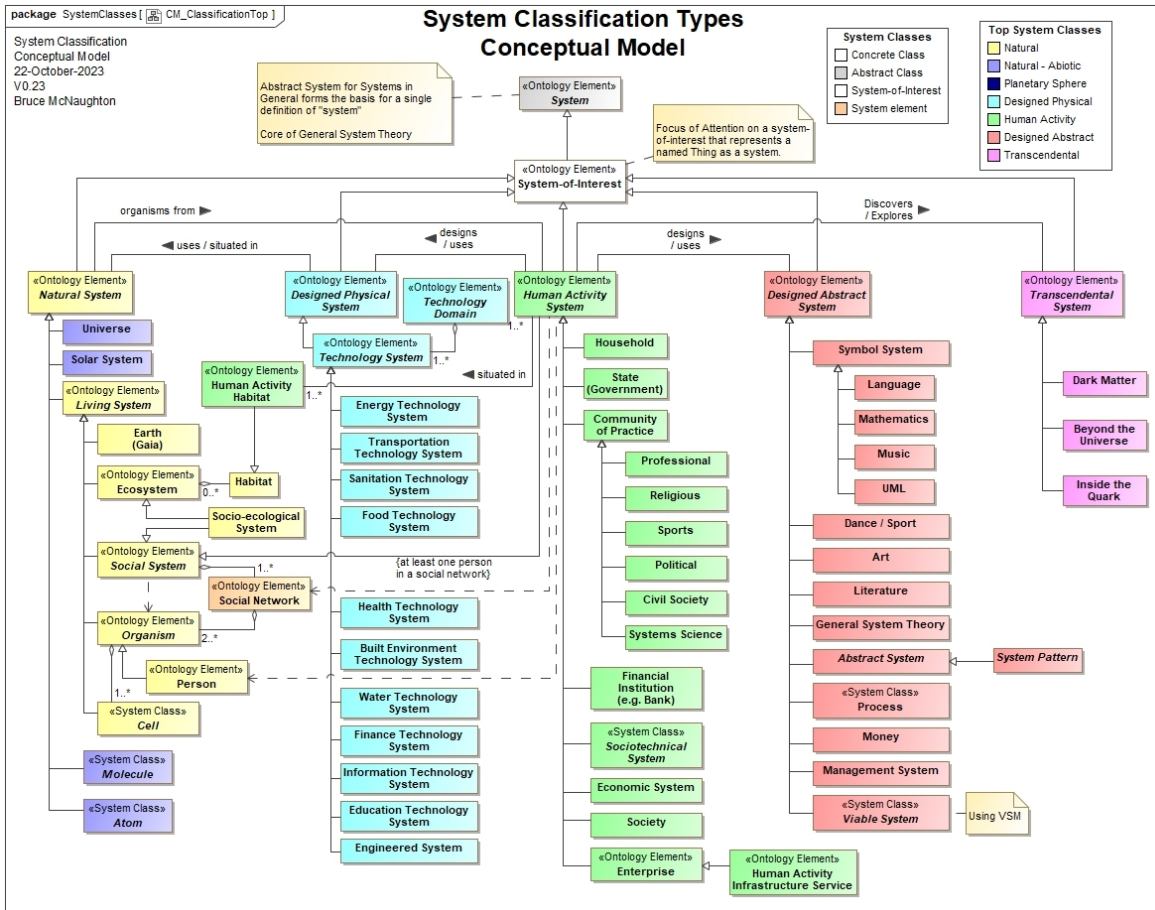 package SystemClasses [ CM_ClassificationTop ]
System Classification Types
Conceptual Model
System Classification
Conceptual Model
22-October-2023
V0.23
Bruce McNaughton
Abstract System for Systems in
General forms the basis for a single
definition of "system"
Core of General System Theory
«Ontology Element»
System
Focus of Attention on a system-
of-interest that represents a
named Thing as a system.
System Classes
Concrete Class
Abstract Class
System-of-Interest
System element
Top System Classes
Natural
Natural - Abiotic
Planetary Sphere
Designed Physical
Human Activity
Designed Abstract
Transcendental
«Ontology Element»
System-of-Interest
organisms from
uses / situated in
designs
/ uses
designs
/ uses
Discovers
/ Explores
situated in
«Ontology Element»
Natural System
«Ontology Element»
Designed Physical
System
«Ontology Element»
Technology
Domain
«Ontology Element»
Human Activity
System
«Ontology Element»
Designed Abstract
System
«Ontology Element»
Transcendental
System
1..*
Universe
Solar System
«Ontology Element»
Living System
Earth
(Gaia)
«Ontology Element»
Ecosystem
0..*
Habitat
Socio-ecological
System
«Ontology Element»
Social System
1..*
«Ontology Element»
Social Network
«Ontology Element»
Organism
2..*
«Ontology Element»
Person
1..*
«System Class»
Cell
«System Class»
Molecule
«System Class»
Atom
«Ontology Element»
Human Activity
Habitat
1..*
«Ontology Element»
Technology System
1..*
Energy Technology
System
Transportation
Technology System
Sanitation Technology
System
Food Technology
System
{at least one person
in a social network}
Health Technology
System
Built Environment
Technology System
Water Technology
System
Finance Technology
System
Information Technology
System
Education Technology
System
Engineered System
Household
State
(Government)
Community
of Practice
Professional
Religious
Sports
Political
Civil Society
Systems Science
Financial
Institution
(e.g. Bank)
«System Class»
Sociotechnical
System
Economic System
Society
«Ontology Element»
Enterprise
«Ontology Element»
Human Activity
Infrastructure Service
Symbol System
Language
Mathematics
Music
UML
Dance / Sport
Art
Literature
General System Theory
Abstract System
System Pattern
«System Class»
Process
Money
Management System
«System Class»
Viable System
Using VSM
Dark Matter
Beyond the
Universe
Inside the
Quark